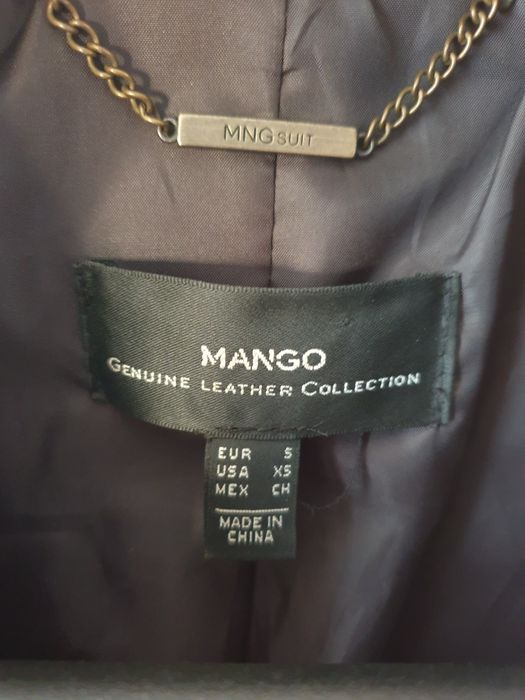 MNG SUIT
MANGO
GENUINE LEATHER COLLECTION
EUR S
USA XS
MEX CH
MADE IN
CHINA